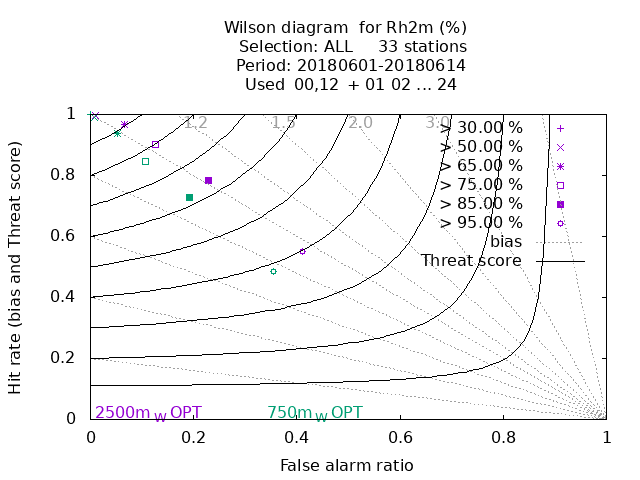 Wilson diagram  for Rh2m (%)
Selection: ALL     33 stations
Period: 20180601-20180614
Used  00,12  + 01 02 ... 24
1.2 1.5 2.0 3.0
> 30.00 %
> 50.00 %
> 65.00 %
> 75.00 %
> 85.00 %
> 95.00 %
bias
Threat score
Hit rate (bias and Threat score)
1
0.8
0.6
0.4
0.2
0
2500m W OPT 750m W OPT
0 0.2 0.4 0.6 0.8 1
False alarm ratio